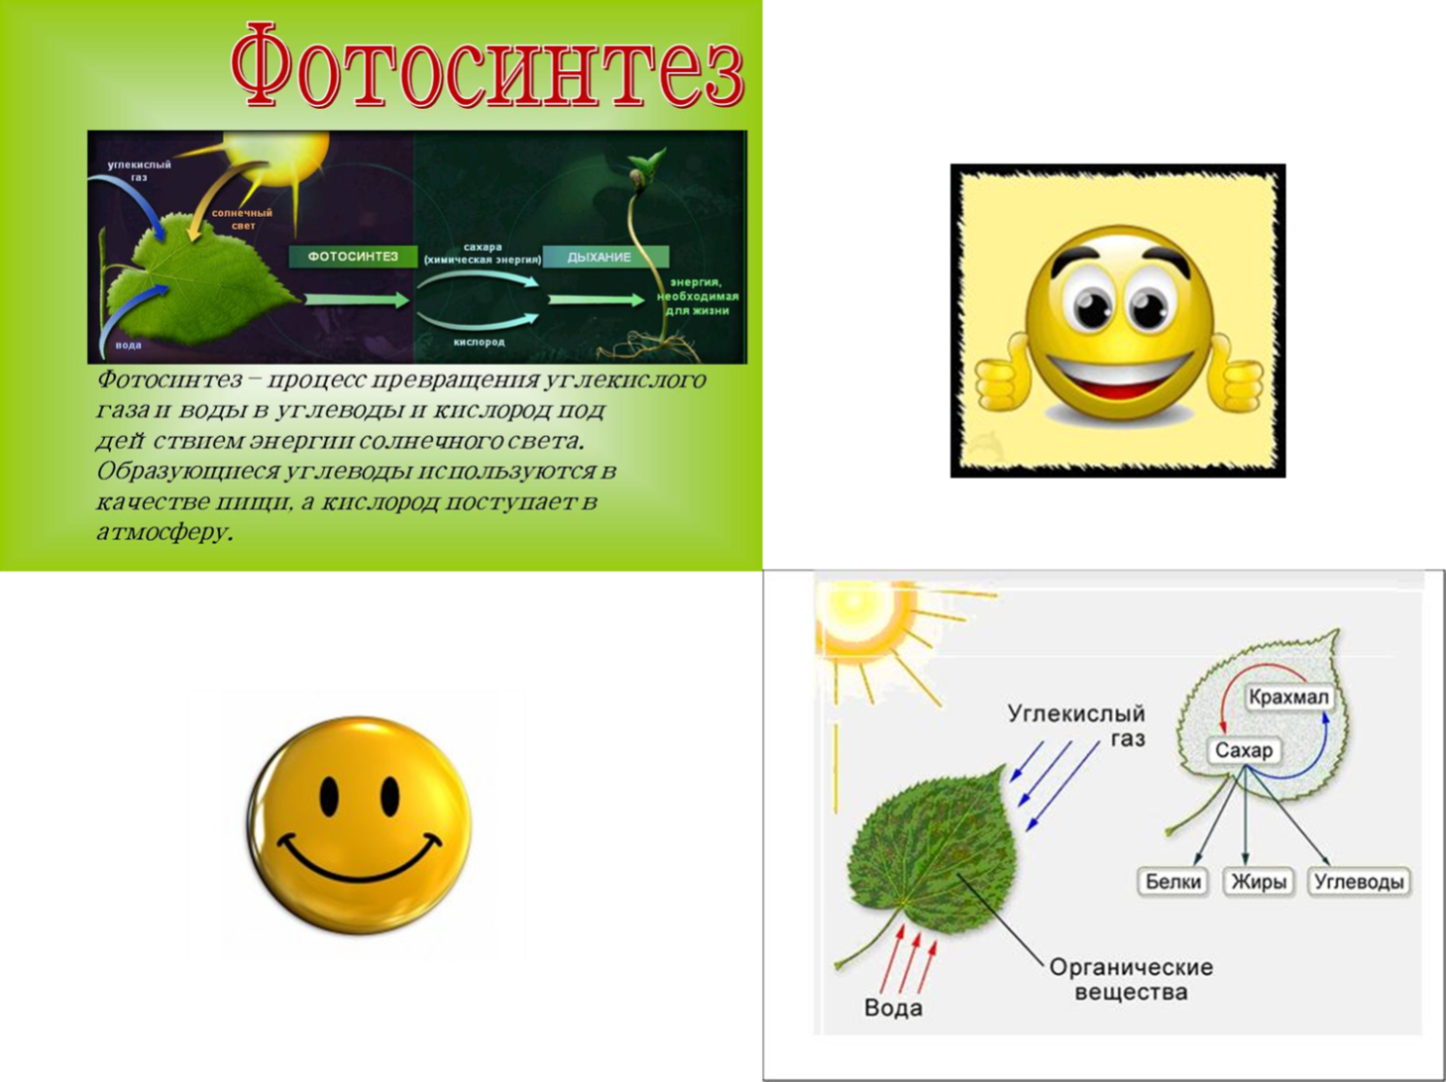 Фотосинтез
углекислый
газ
солнечный
свет
вода
ФОТОСИНТЕЗ
сахара
(химическая энергия)
кислород
ДЫХАНИЕ
энергия,
необходимая
для жизни
Фотосинтез – процесс превращения углекислого
газа и воды в углеводы и кислород под
действием энергии солнечного света.
Образующиеся углеводы используются в
качестве пищи, а кислород поступает в
атмосферу.
Углекислый
газ
Крахмал
Сахар
Белки
Жиры
Углеводы
Органические
вещества
Вода